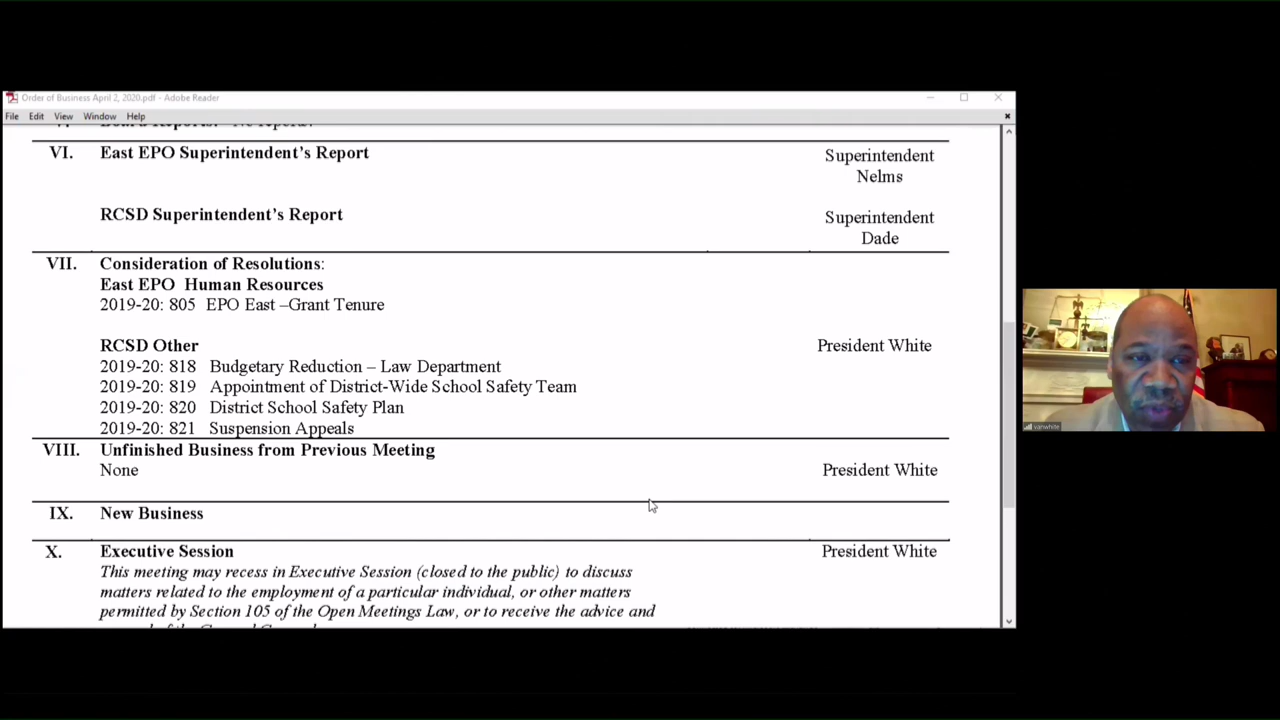 Order of Business April 2, 2020.pdf - Adobe Reader
File Edit View Window Help
VI. East EPO Superintendent's Report Superintendent
Nelms
RCSD Superintendent's Report Superintendent
Dade
VII. Consideration of Resolutions:
East EPO Human Resources
2019-20: 805 EPO East –Grant Tenure
RCSD Other President White
2019-20: 818 Budgetary Reduction – Law Department
2019-20: 819 Appointment of District-Wide School Safety Team
2019-20: 820 District School Safety Plan
2019-20: 821 Suspension Appeals
VIII. Unfinished Business from Previous Meeting
None President White
IX. New Business
X. Executive Session President White
This meeting may recess in Executive Session (closed to the public) to discuss
matters related to the employment of a particular individual, or other matters
permitted by Section 105 of the Open Meetings Law, or to receive the advice and
vanwhite